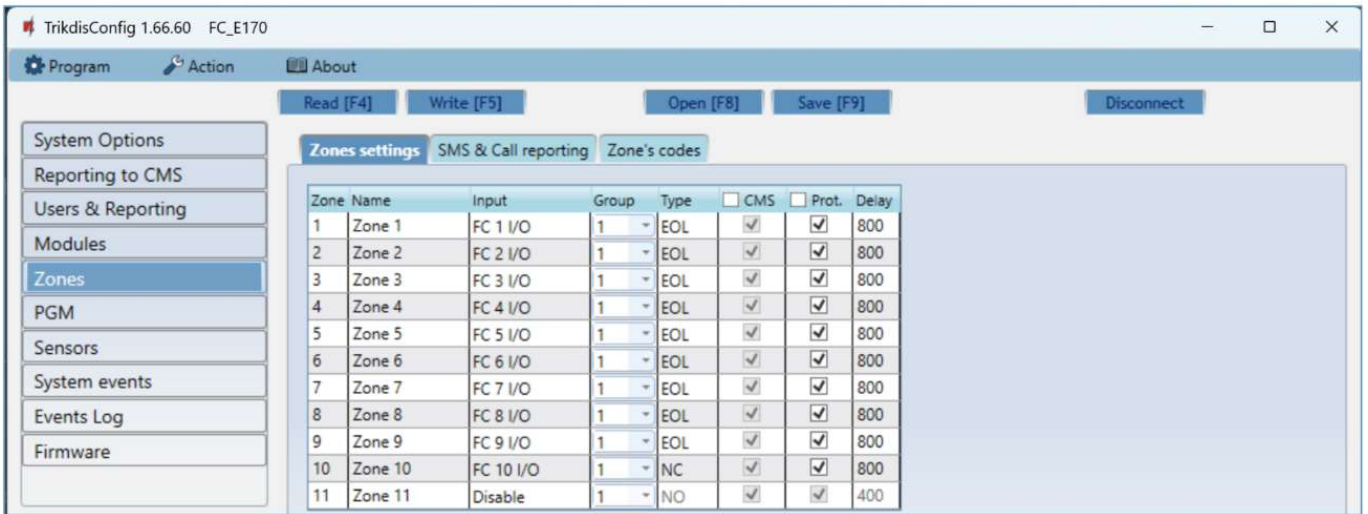 TrikdisConfig 1.66.60 FC_E170
Program Action About
Read [F4] Write [F5] Open [F8] Save [F9] Disconnect
System Options
Reporting to CMS
Users & Reporting
Modules
Zones
PGM
Sensors
System events
Events Log
Firmware
Zones settings SMS & Call reporting Zone's codes
Zone Name Input Group Type CMS Prot. Delay
1 Zone 1 FC 1 I/O 1 EOL 800
2 Zone 2 FC 2 I/O 1 EOL 800
3 Zone 3 FC 3 I/O 1 EOL 800
4 Zone 4 FC 4 I/O 1 EOL 800
5 Zone 5 FC 5 I/O 1 EOL 800
6 Zone 6 FC 6 I/O 1 EOL 800
7 Zone 7 FC 7 I/O 1 EOL 800
8 Zone 8 FC 8 I/O 1 EOL 800
9 Zone 9 FC 9 I/O 1 EOL 800
10 Zone 10 FC 10 I/O 1 NC 800
11 Zone 11 Disable 1 NO 400